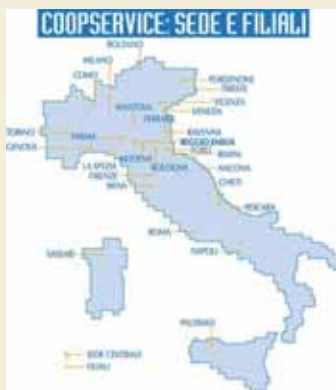 COOPSERVICE: SEDE E FILIALI
BOLZANO
MILANO
COMO
PORDENONE
TRIESTE
VICENZA
VENEZIA
MANTOVA
FERRARA
TORINO
PARMA
GENOVA
RAVENNA
REGGIO EMILIA
FORLÌ
RIMINI
MODENA
BOLOGNA
LA SPEZIA
FIRENZE
SIENA
ANCONA
CHIETI
PESCARA
ROMA
NAPOLI
SASSARI
PALERMO
SEDE CENTRALE
FILIALI